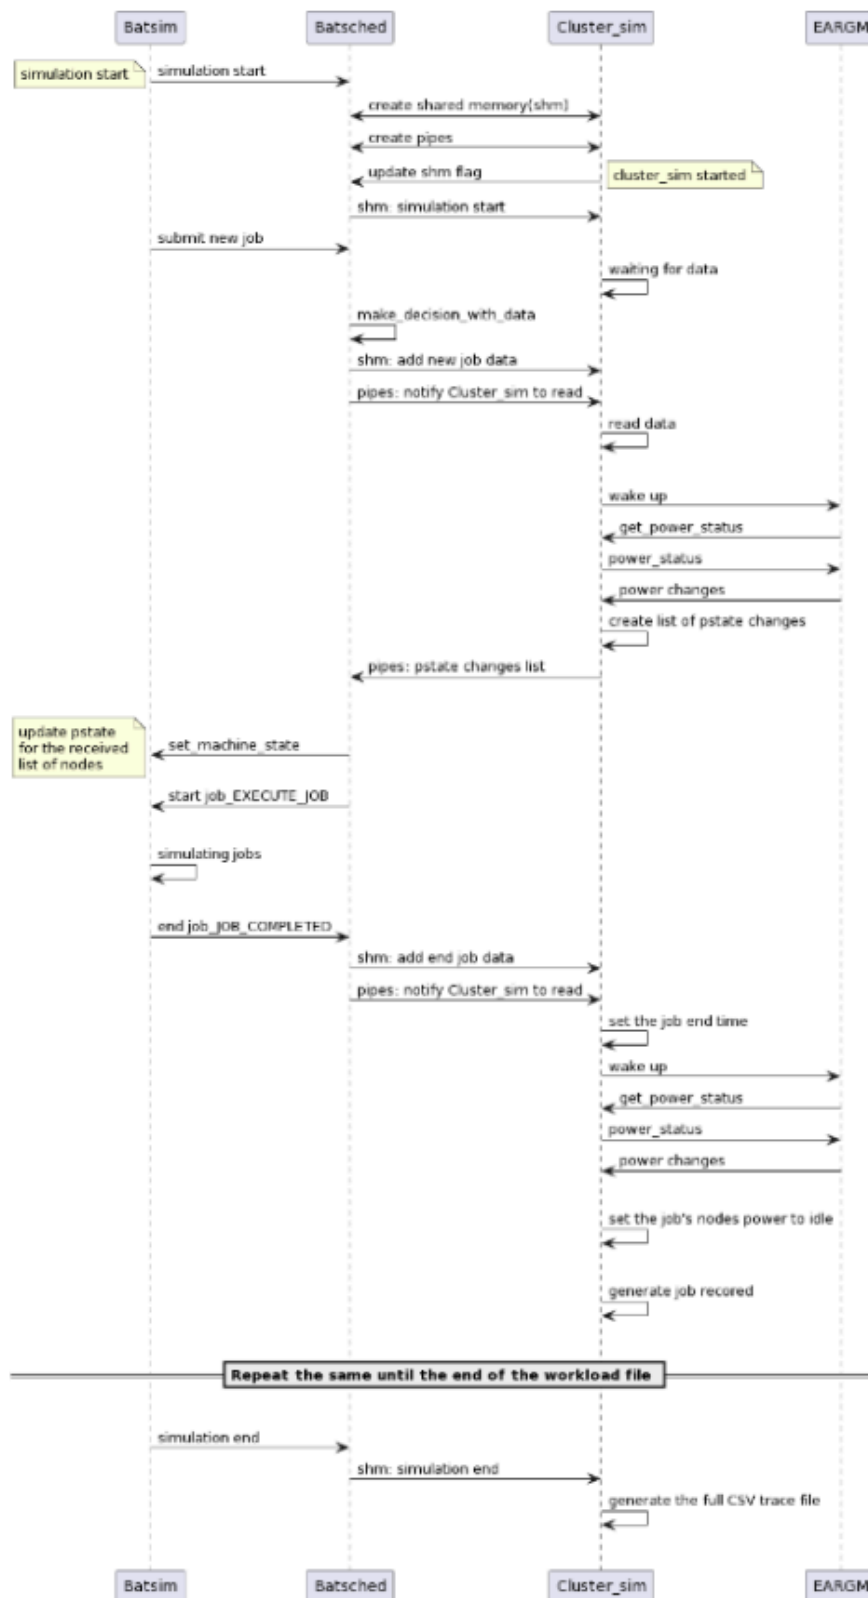 Batsim Batsched Cluster_sim EARGM
simulation start simulation start
create shared memory(shm)
create pipes
update shm flag cluster_sim started
shm: simulation start
submit new job
waiting for data
make_decision_with_data
shm: add new job data
pipes: notify Cluster_sim to read
read data
wake up
get_power_status
power_status
power changes
create list of pstate changes
pipes: pstate changes list
update pstate
for the received
list of nodes
set_machine_state
start job_EXECUTE_JOB
simulating jobs
end job_JOB_COMPLETED
shm: add end job data
pipes: notify Cluster_sim to read
set the job end time
wake up
get_power_status
power_status
power changes
set the job's nodes power to idle
generate job recored
Repeat the same until the end of the workload file
simulation end
shm: simulation end
generate the full CSV trace file
Batsim Batsched Cluster_sim EARGM